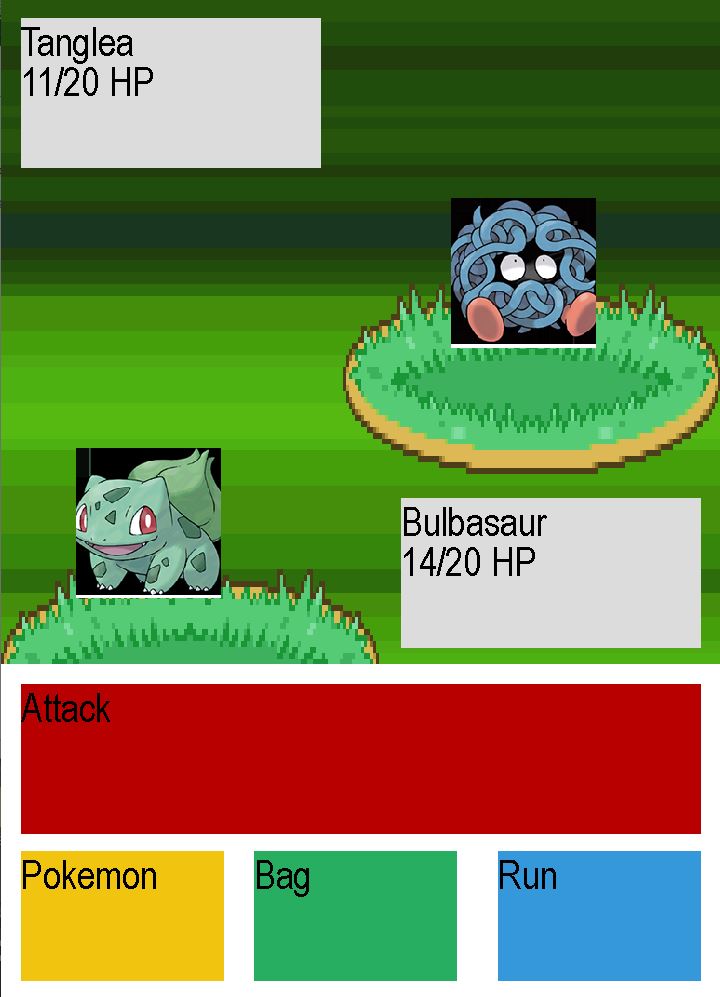 Tanglea
11/20 HP
Bulbasaur
14/20 HP
Attack
Pokemon
Bag
Run